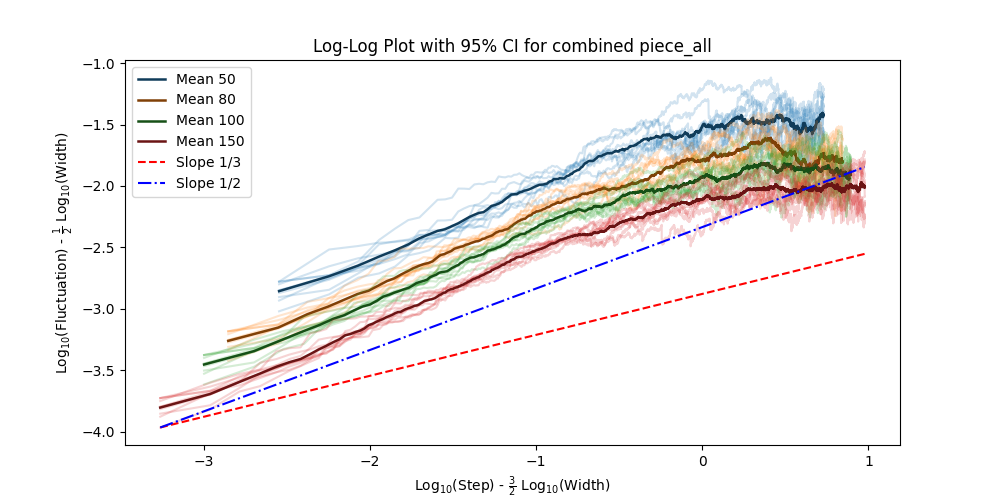 Log-Log Plot with 95% CI for combined piece_all
Log₁₀(Fluctuation) - 1/2 Log₁₀(Width)
−1.0
−1.5
−2.0
−2.5
−3.0
−3.5
−4.0
Mean 50
Mean 80
Mean 100
Mean 150
Slope 1/3
Slope 1/2
−3 −2 −1 0 1
Log₁₀(Step) - 3/2 Log₁₀(Width)